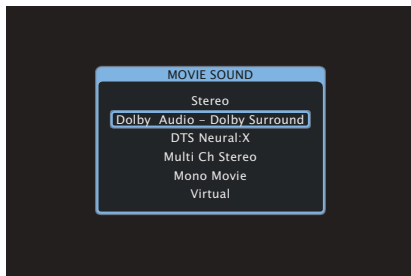 MOVIE SOUND
Stereo
Dolby Audio – Dolby Surround
DTS Neural:X
Multi Ch Stereo
Mono Movie
Virtual